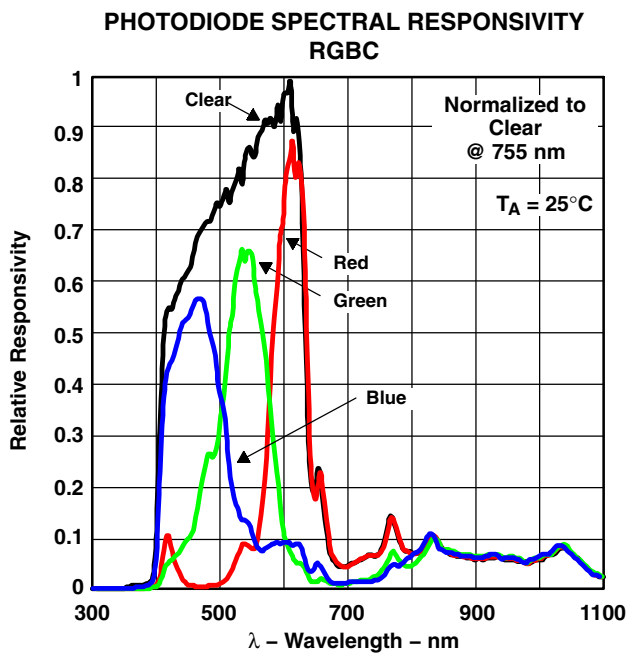 PHOTODIODE SPECTRAL RESPONSIVITY
RGBC
1
0.9
0.8
0.7
0.6
0.5
0.4
0.3
0.2
0.1
0
Relative Responsivity
Clear
Normalized to
Clear
@ 755 nm
TA = 25°C
Red
Green
Blue
300
500
700
900
1100
λ – Wavelength – nm